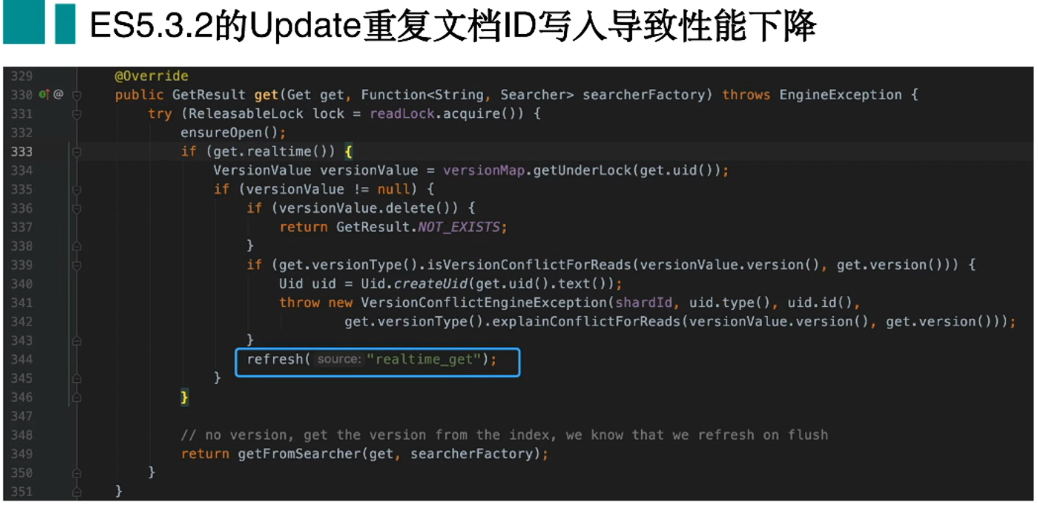 ES5.3.2的Update重复文档ID写入导致性能下降
329 @Override
330 @ public GetResult get(Get get, Function<String, Searcher> searcherFactory) throws EngineException {
331 try (ReleasableLock lock = readLock.acquire()) {
332 ensureOpen();
333 if (get.realtime()) {
334 VersionValue versionValue = versionMap.getUnderLock(get.uid());
335 if (versionValue != null) {
336 if (versionValue.delete()) {
337 return GetResult.NOT_EXISTS;
338 }
339 if (get.versionType().isVersionConflictForReads(versionValue.version(), get.version())) {
340 Uid uid = Uid.createUid(get.uid().text());
341 throw new VersionConflictEngineException(shardId, uid.type(), uid.id(),
342 get.versionType().explainConflictForReads(versionValue.version(), get.version()));
343 }
344 refresh( source: "realtime_get");
345 }
346 }
347
348 // no version, get the version from the index, we know that we refresh on flush
349 return getFromSearcher(get, searcherFactory);
350 }
351 }